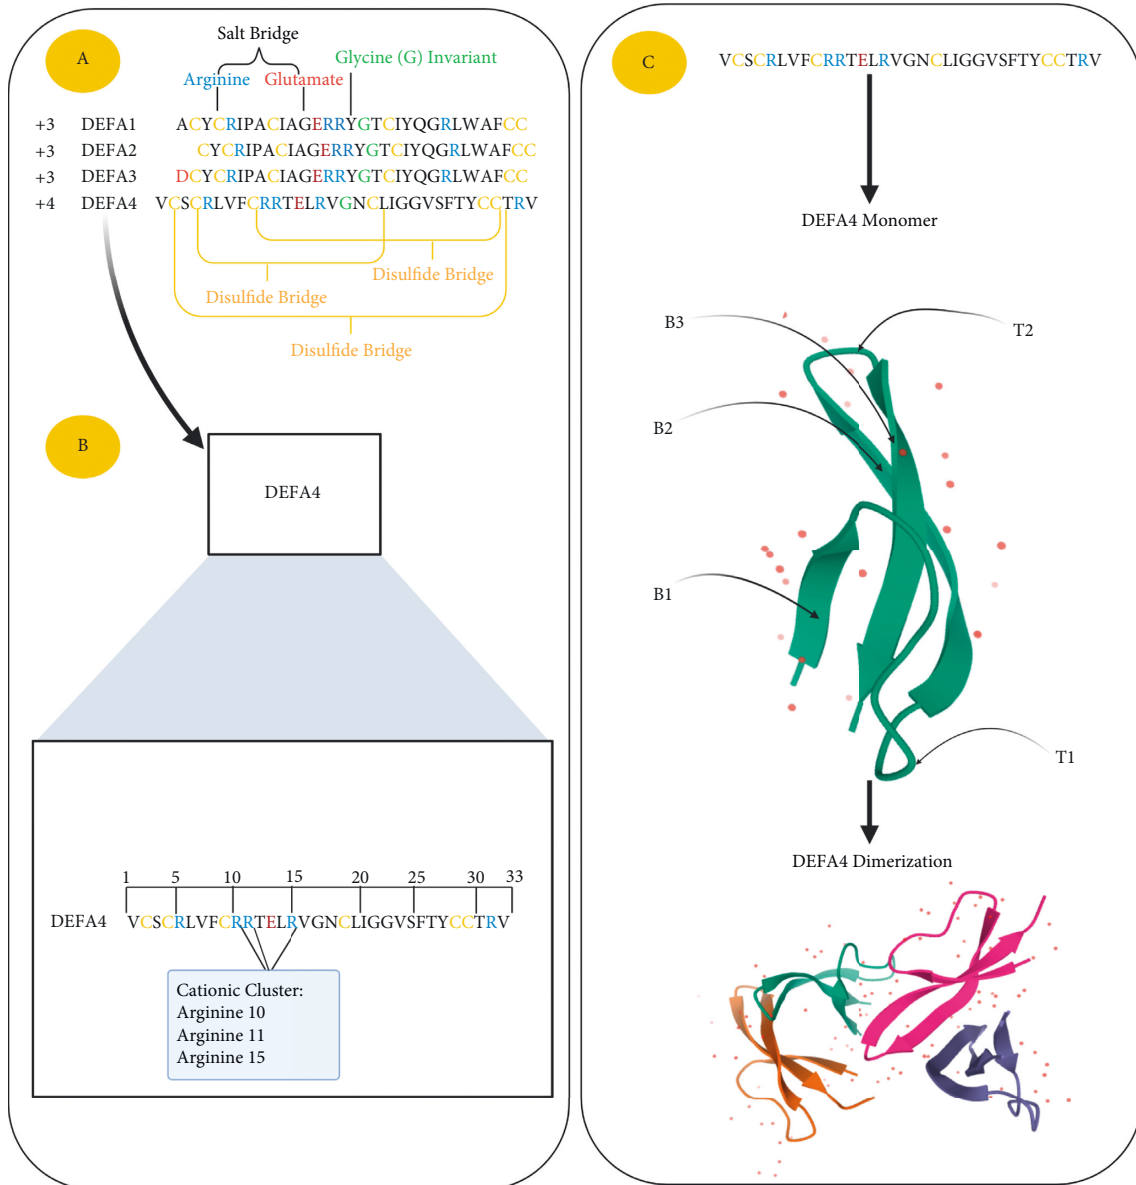 A
Salt Bridge
Glycine (G) Invariant
Arginine Glutamate
+3 DEFA1 ACYCRIPACIAGERRYGTCIYQGRLWAFCC
+3 DEFA2 CYCRIPACIAGERRYGTCIYQGRLWAFCC
+3 DEFA3 DCYCRIPACIAGERRYGTCIYQGRLWAFCC
+4 DEFA4 VCSCRLVFCRRTELRVGNCLIGGVSFTYCCTRV
Disulfide Bridge
Disulfide Bridge
Disulfide Bridge
B
DEFA4
1 5 10 15 20 25 30 33
DEFA4 VCSCRLVFCRRTELRVGNCLIGGVSFTYCCTRV
Cationic Cluster:
Arginine 10
Arginine 11
Arginine 15
C
VCSCRLVFCRRTELRVGNCLIGGVSFTYCCTRV
DEFA4 Monomer
B3
T2
B2
B1
T1
DEFA4 Dimerization